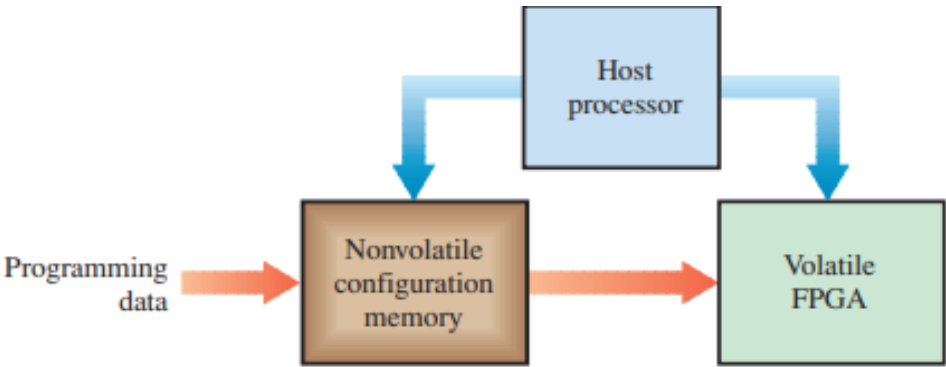 Host
processor
Programming
data
Nonvolatile
configuration
memory
Volatile
FPGA